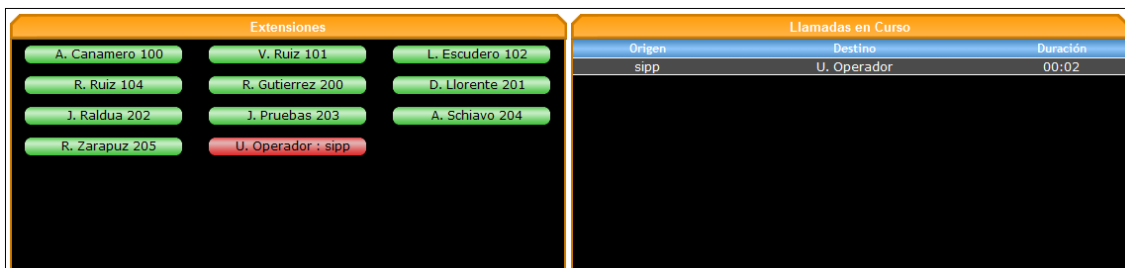 Extensiones
A. Canamero 100 V. Ruiz 101 L. Escudero 102
R. Ruiz 104 R. Gutierrez 200 D. Llorente 201
J. Raldua 202 J. Pruebas 203 A. Schiavo 204
R. Zarapuz 205 U. Operador : sipp
Llamadas en Curso
Origen Destino Duración
sipp U. Operador 00:02